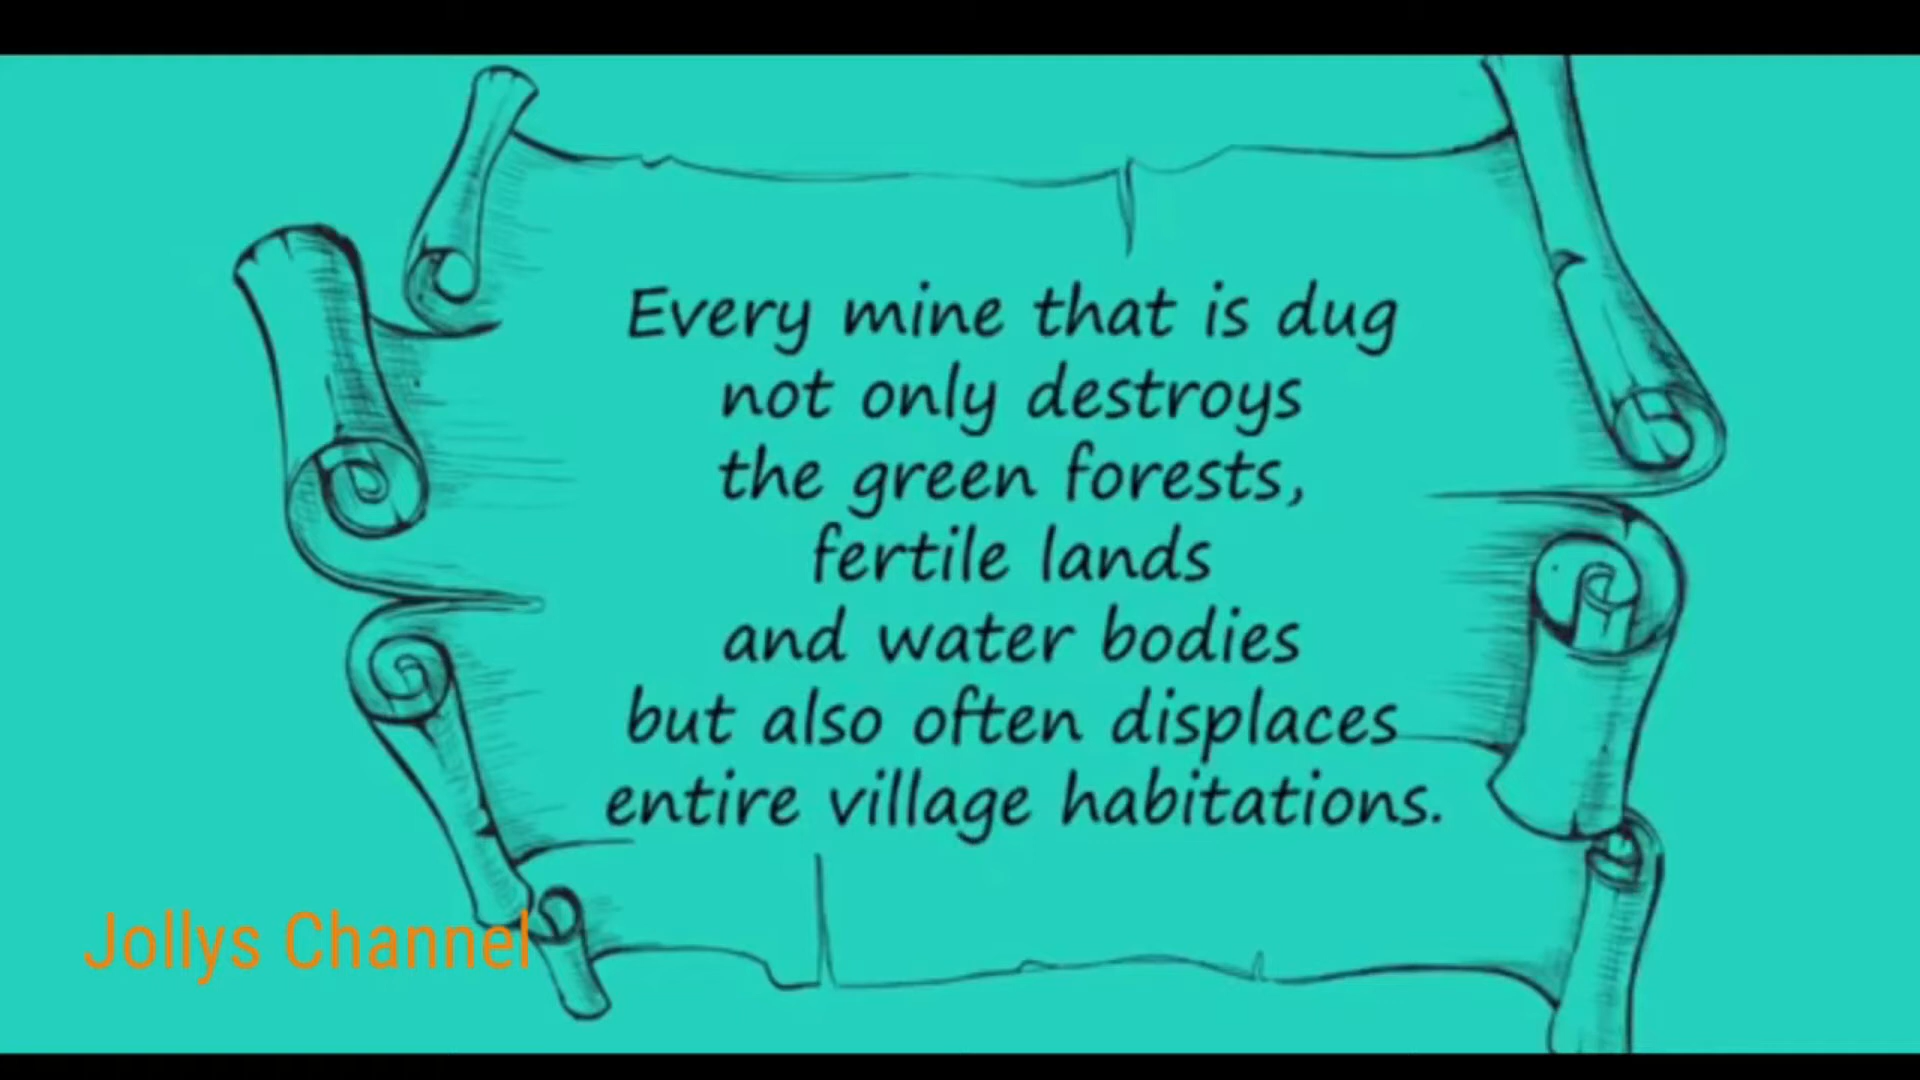 Every mine that is dug
not only destroys
the green forests,
fertile lands
and water bodies
but also often displaces
entire village habitations.
Jollys Channel